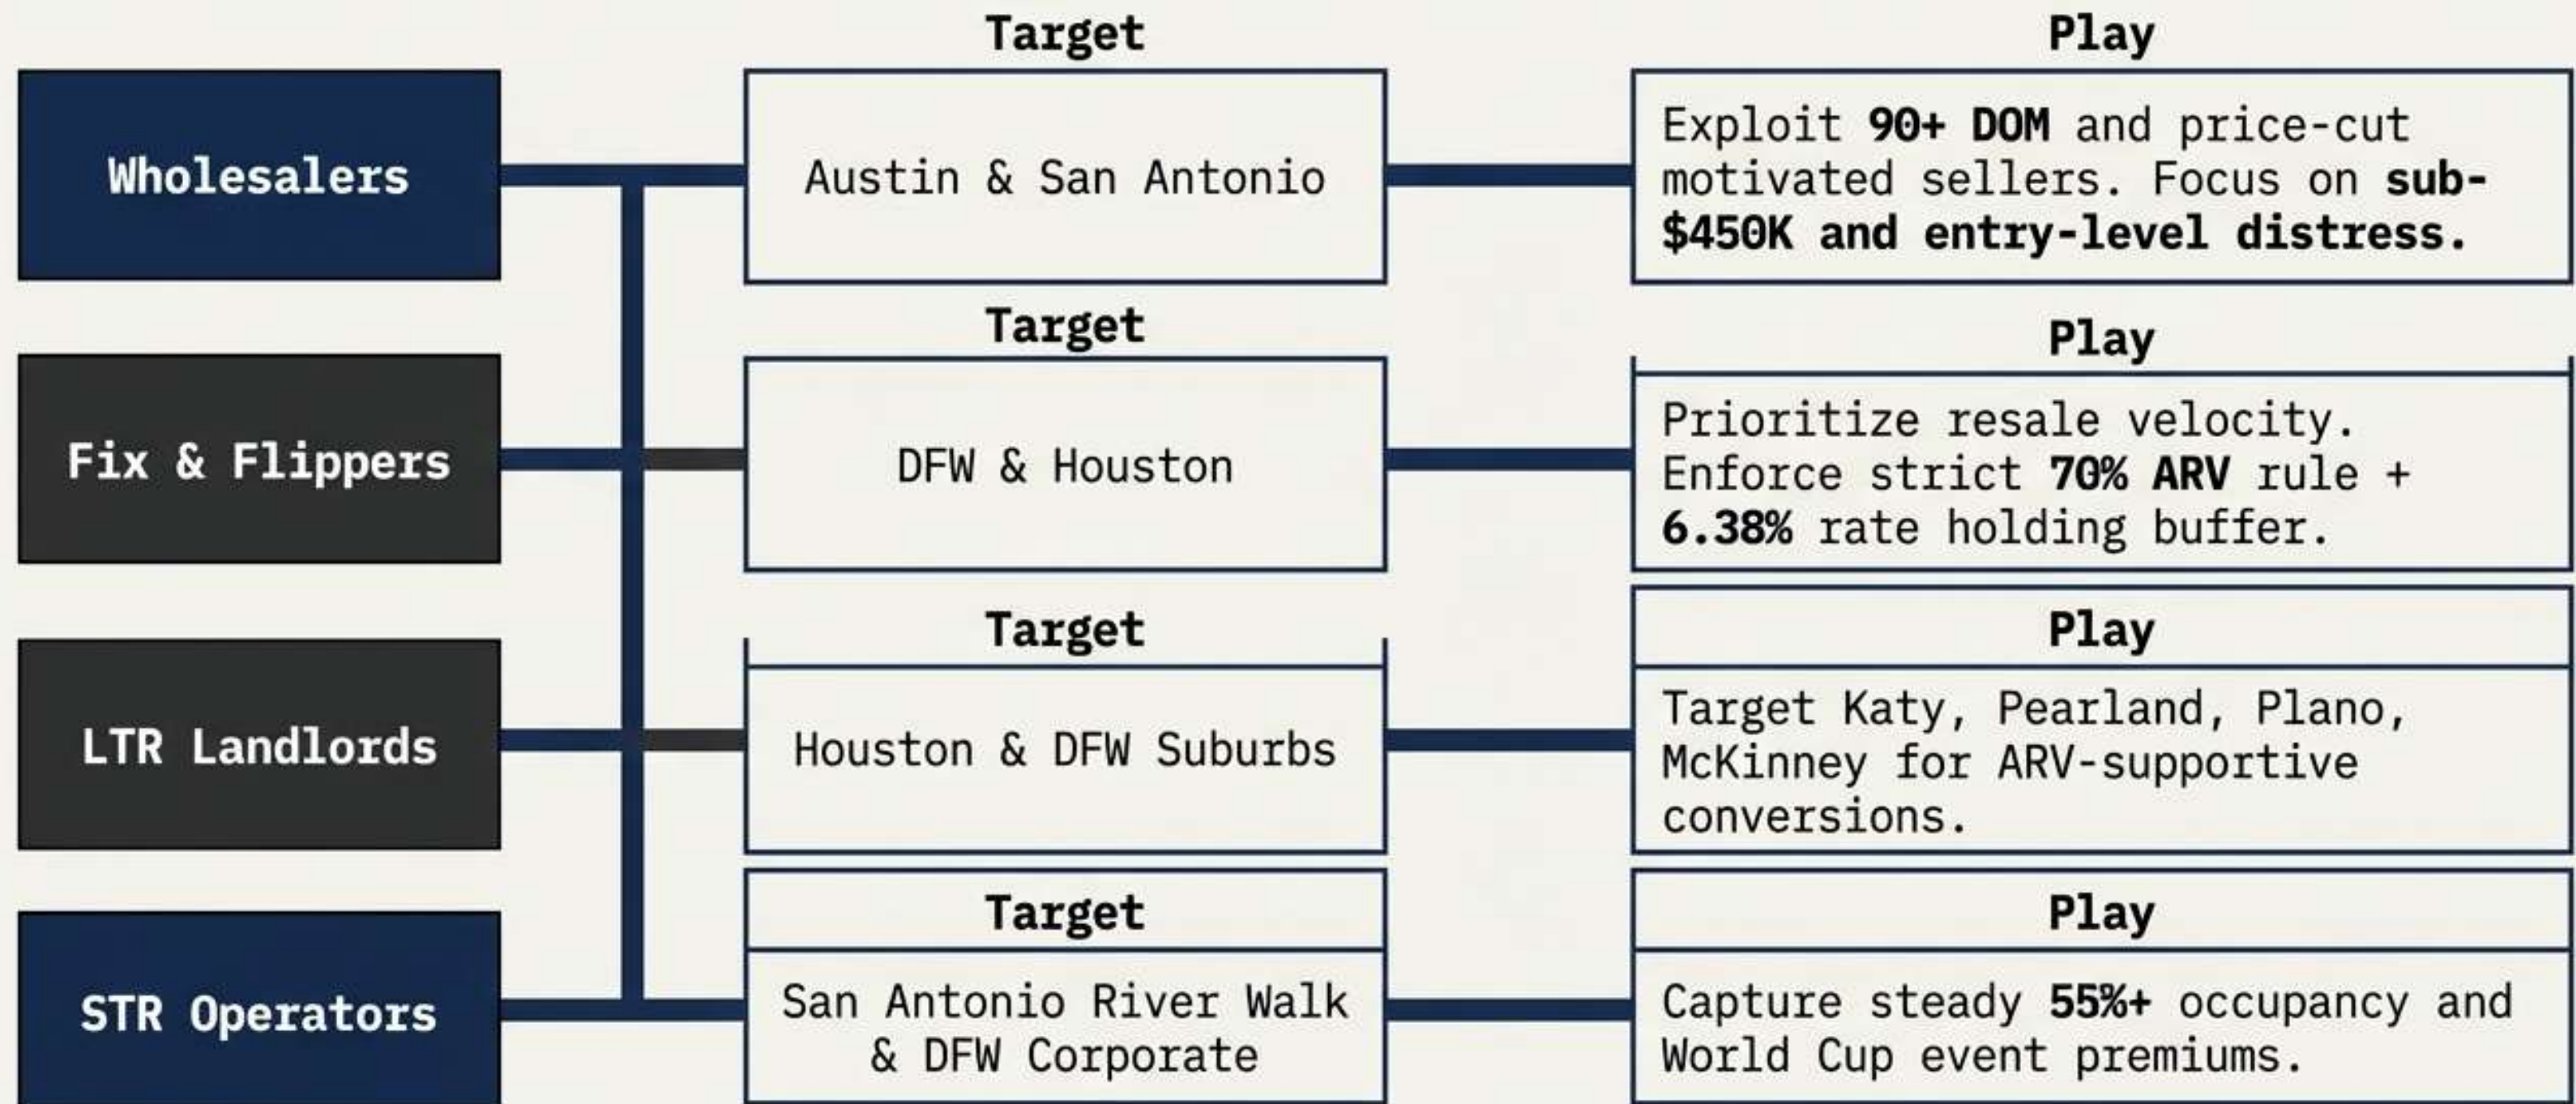 Target
Play
Wholesalers
Austin & San Antonio
Exploit 90+ DOM and price-cut
motivated sellers. Focus on sub-
$450K and entry-level distress.
Target
Play
Fix & Flippers
DFW & Houston
Prioritize resale velocity.
Enforce strict 70% ARV rule +
6.38% rate holding buffer.
Target
Play
LTR Landlords
Houston & DFW Suburbs
Target Katy, Pearland, Plano,
McKinney for ARV-supportive
conversions.
Target
Play
STR Operators
San Antonio River Walk
& DFW Corporate
Capture steady 55%+ occupancy and
World Cup event premiums.